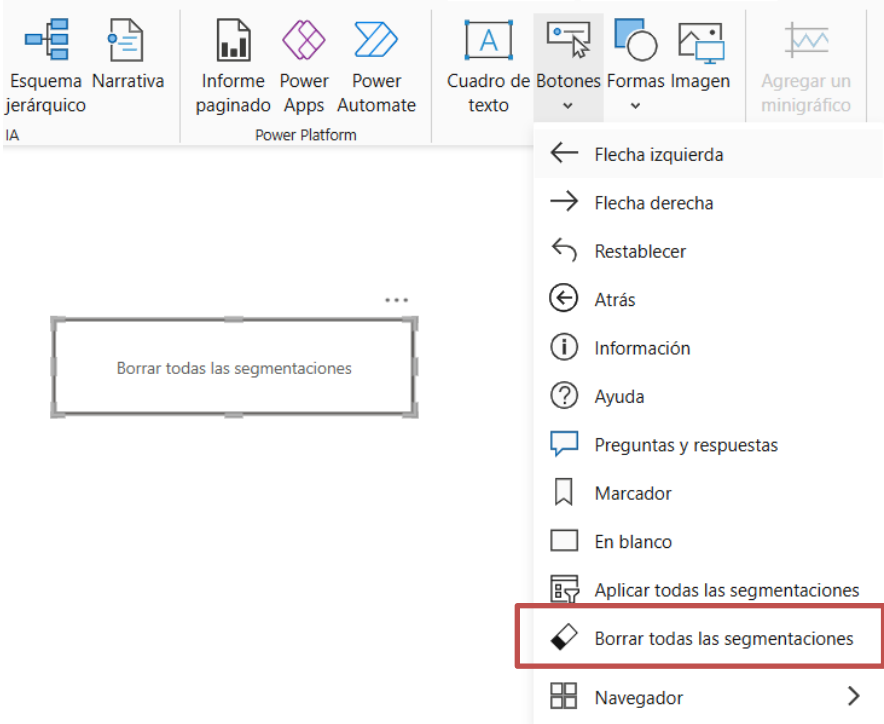 Esquema Narrativa Informe Power Power Cuadro de Botones Formas Imagen Agregar un
jerárquico paginado Apps Automate texto minigráfico
IA Power Platform
Flecha izquierda
Flecha derecha
Restablecer
Atrás
Información
Borrar todas las segmentaciones
Ayuda
Preguntas y respuestas
Marcador
En blanco
Aplicar todas las segmentaciones
Borrar todas las segmentaciones
Navegador